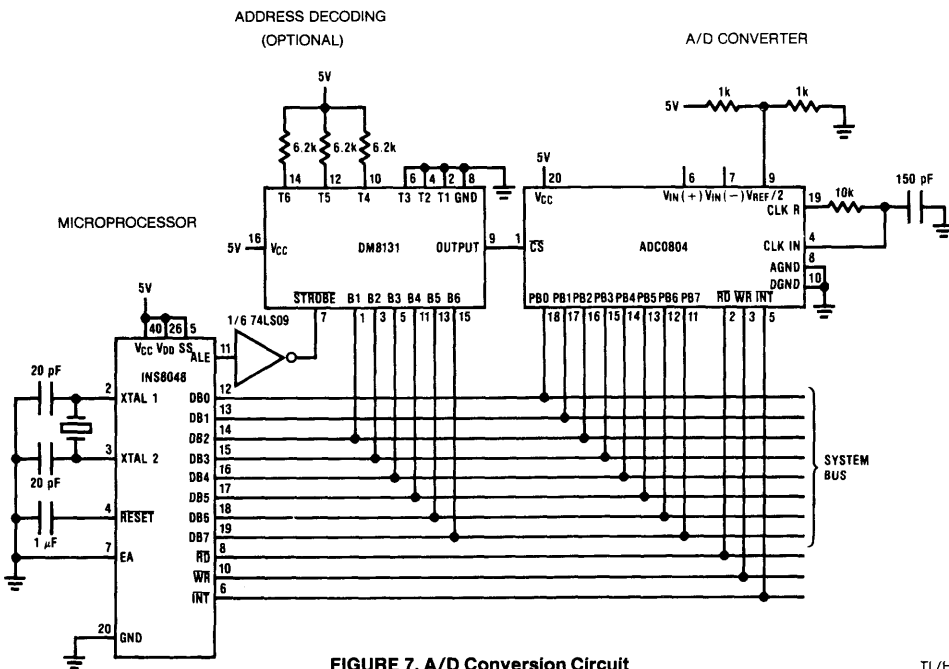 ADDRESS DECODING
(OPTIONAL)
A/D CONVERTER
5V
6.2k 6.2k 6.2k
14 12 10 6 4 2 8
T6 T5 T4 T3 T2 T1 GND
5V 16 VCC
DM8131
OUTPUT 9
STROBE B1 B2 B3 B4 B5 B6
7 1 3 5 11 13 15
5V 1k 1k
5V
20 6 7 9
VCC VIN(+) VIN(-) VREF/2
1 CS
ADC0804
CLK R 19 10k 150 pF
CLK IN 4
AGND 8
DGND 10
PB0 PB1 PB2 PB3 PB4 PB5 PB6 PB7 RD WR INT
18 17 16 15 14 13 12 11 2 3 5
MICROPROCESSOR
5V
40 26 5
VCC VDD SS
INS8048
ALE 11
1/6 74LS09
20 pF 2 XTAL 1
3 XTAL 2
20 pF
4 RESET
1 μF
7 EA
20 GND
DB0 12
DB1 13
DB2 14
DB3 15
DB4 16
DB5 17
DB6 18
DB7 19
RD 8
WR 10
INT 6
SYSTEM
BUS
FIGURE 7. A/D Conversion Circuit